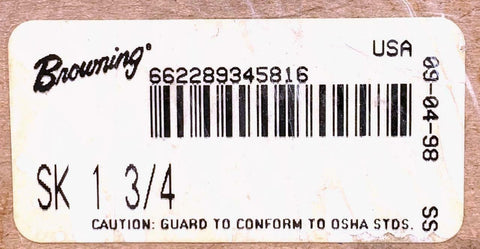 Browning®
USA
662289345816
09-04-98 SS
SK 1 3/4
CAUTION: GUARD TO CONFORM TO OSHA STDS.